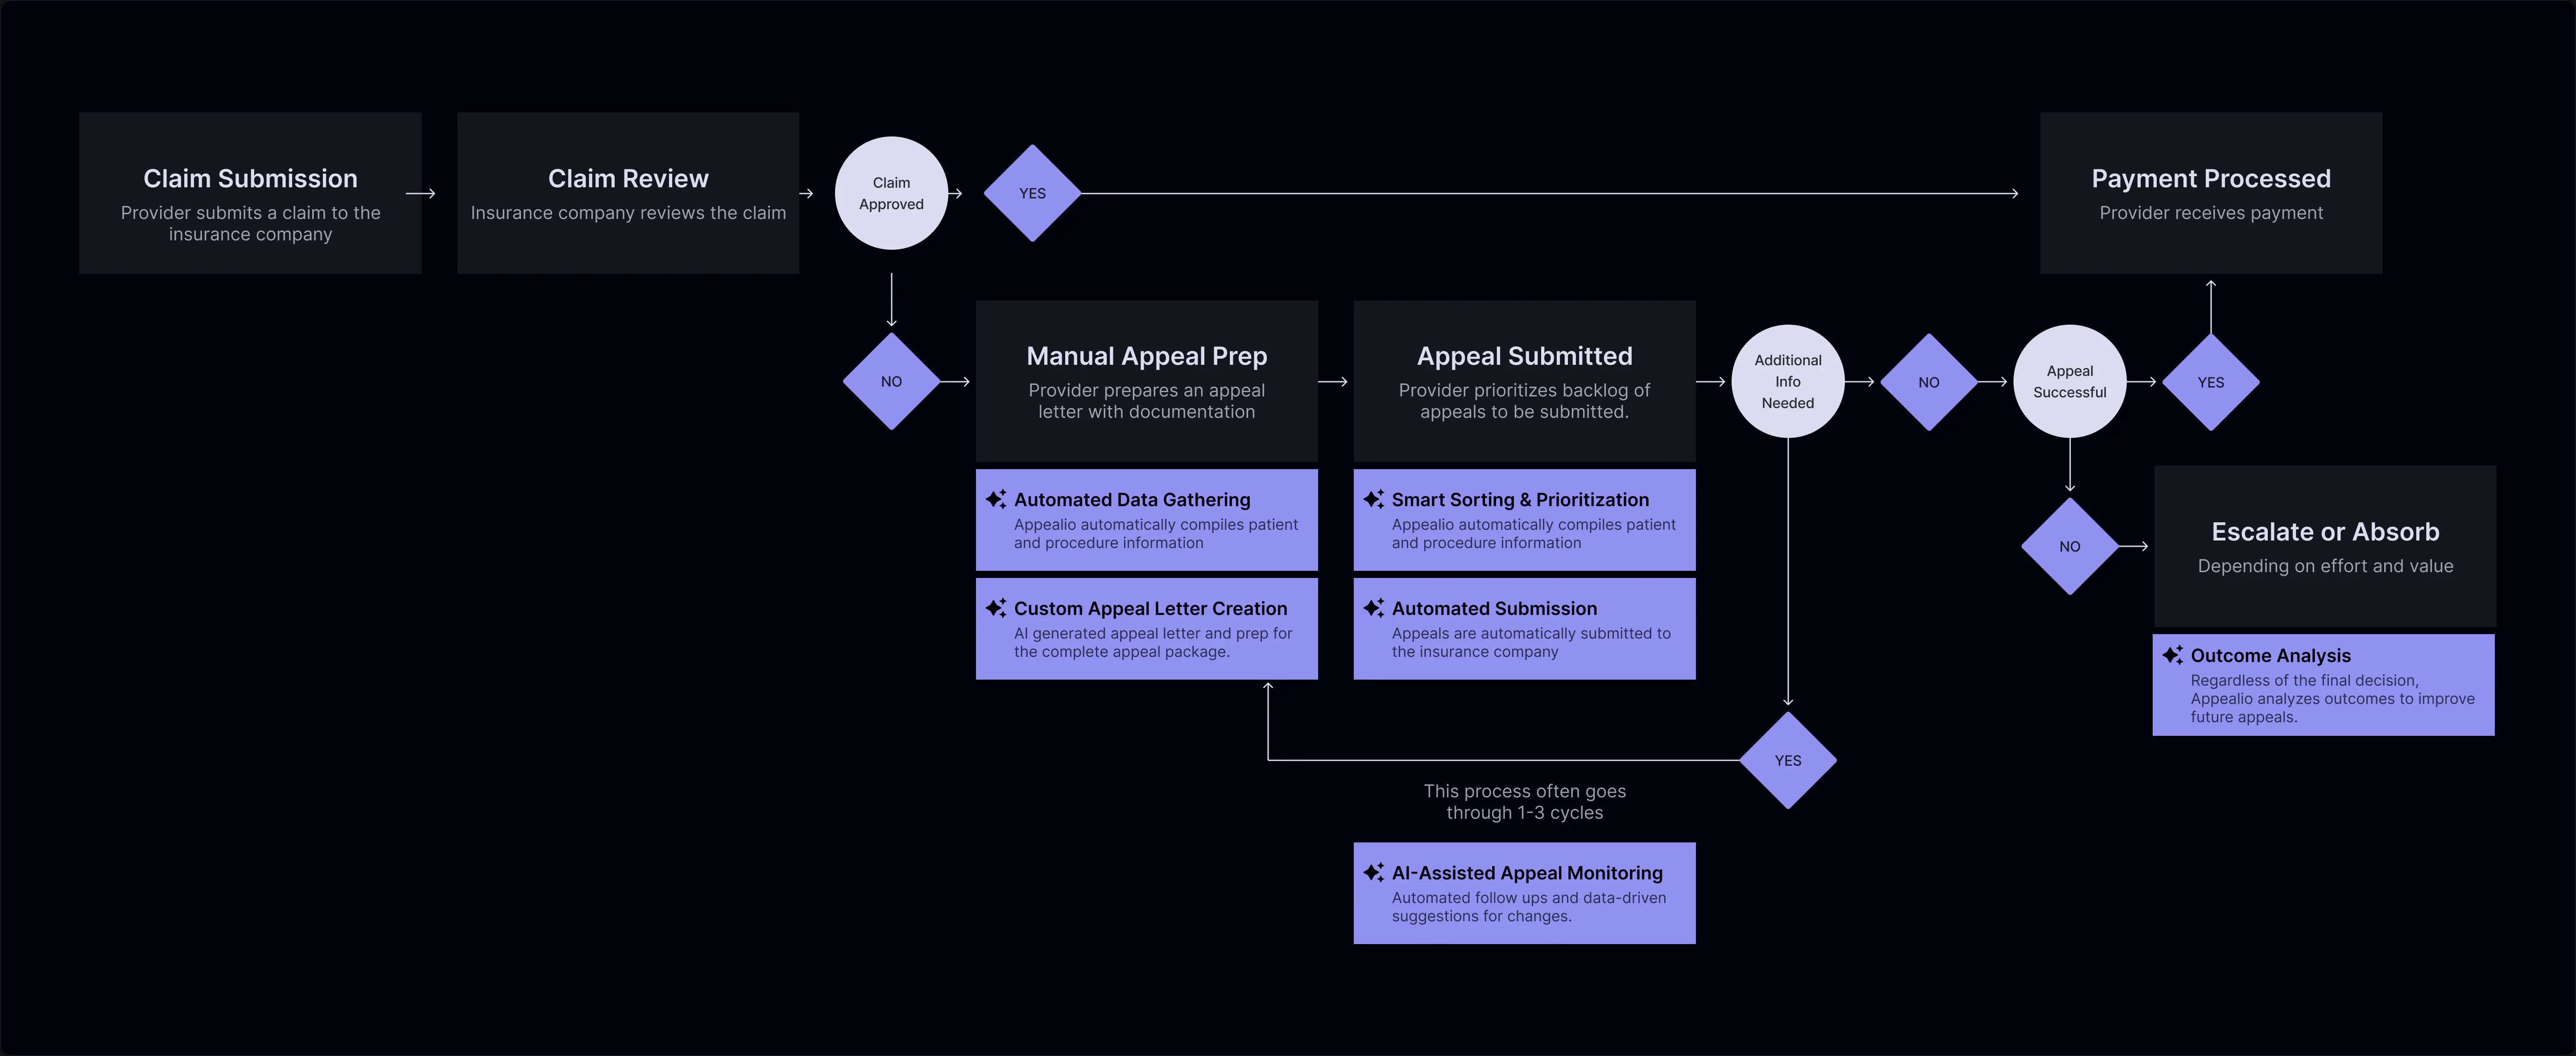 Claim Submission
Provider submits a claim to the
insurance company
Claim Review
Insurance company reviews the claim
Claim
Approved
YES
Payment Processed
Provider receives payment
NO
Manual Appeal Prep
Provider prepares an appeal
letter with documentation
Appeal Submitted
Provider prioritizes backlog of
appeals to be submitted.
Additional
Info
Needed
NO
Appeal
Successful
YES
Automated Data Gathering
Appealio automatically compiles patient
and procedure information
Smart Sorting & Prioritization
Appealio automatically compiles patient
and procedure information
Custom Appeal Letter Creation
AI generated appeal letter and prep for
the complete appeal package.
Automated Submission
Appeals are automatically submitted to
the insurance company
NO
Escalate or Absorb
Depending on effort and value
Outcome Analysis
Regardless of the final decision,
Appealio analyzes outcomes to improve
future appeals.
YES
This process often goes
through 1-3 cycles
AI-Assisted Appeal Monitoring
Automated follow ups and data-driven
suggestions for changes.